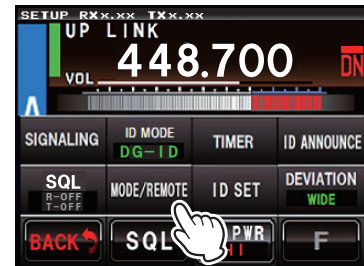 SETUP RXx.xx TXx.xx
UP LINK
448.700 DN
VOL
A
SIGNALING ID MODE DG-ID TIMER ID ANNOUNCE
SQL R-OFF T-OFF MODE/REMOTE ID SET DEVIATION WIDE
BACK SQL PWR HI F